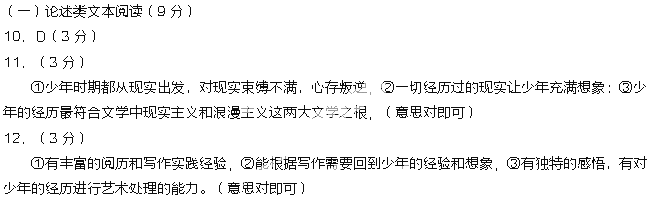 （一）论述类文本阅读（9 分）
10．D（3 分）
11．（3 分）
①少年时期都从现实出发，对现实束缚不满，心存叛逆，②一切经历过的现实让少年充满想象；③少
年的经历最符合文学中现实主义和浪漫主义这两大文学之根，（意思对即可）
12．（3 分）
①有丰富的阅历和写作实践经验，②能根据写作需要回到少年的经验和想象，③有独特的感悟，有对
少年的经历进行艺术处理的能力。（意思对即可）